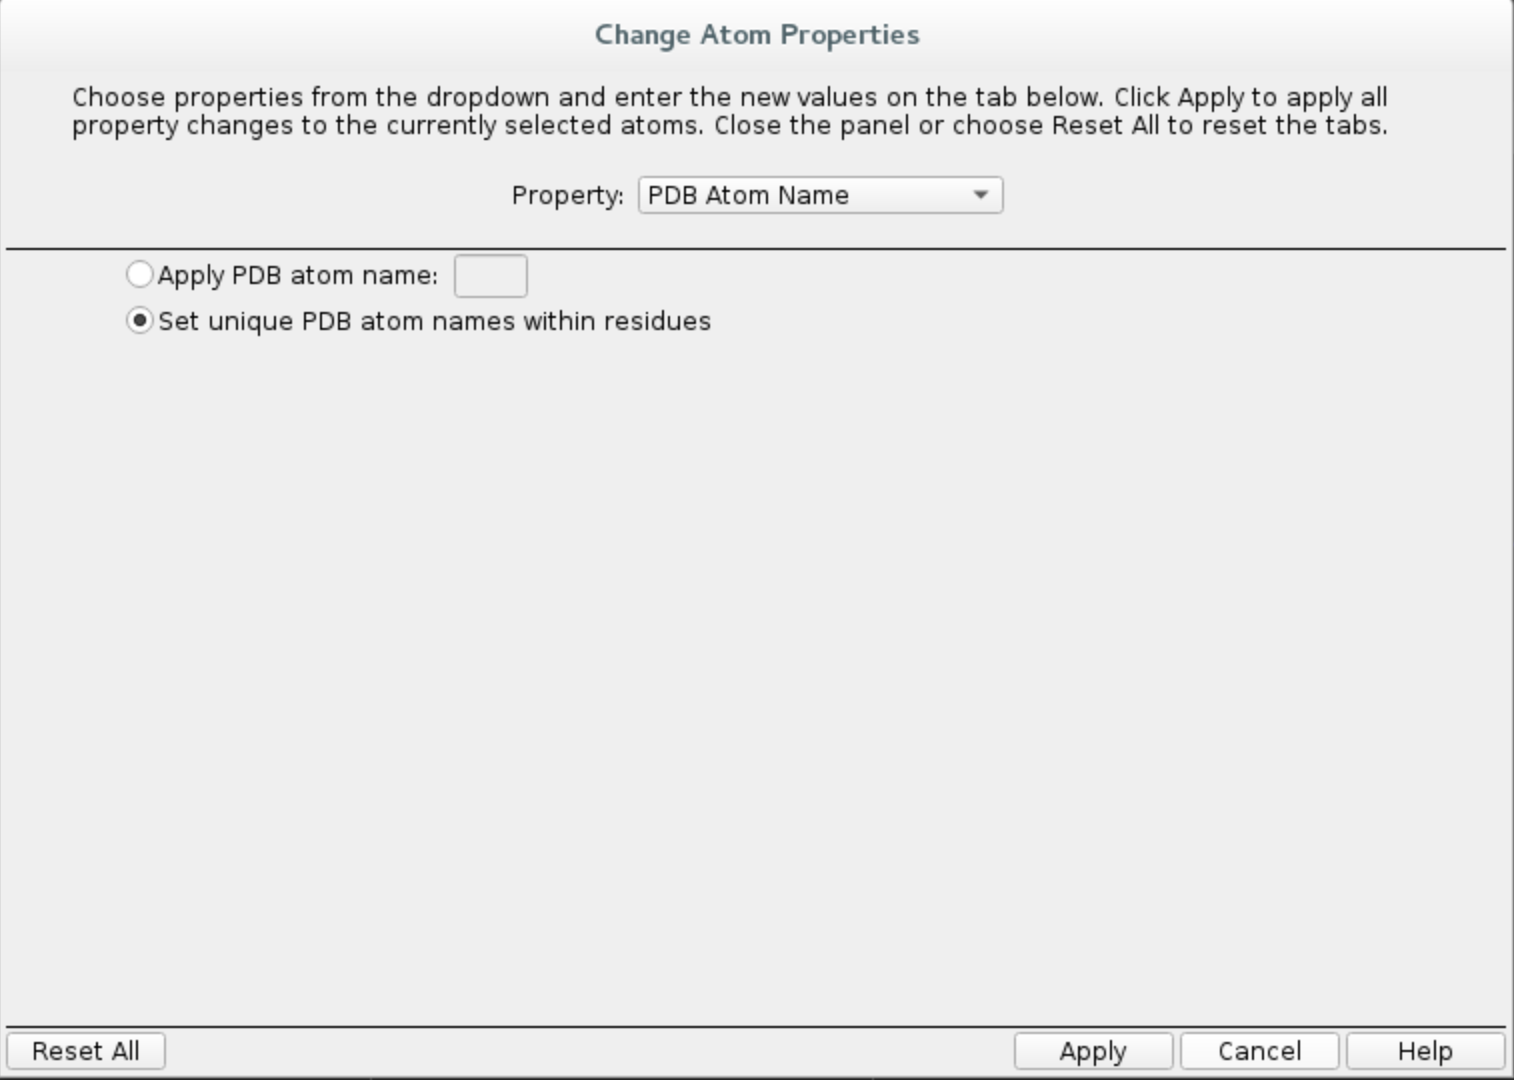 Change Atom Properties
Choose properties from the dropdown and enter the new values on the tab below. Click Apply to apply all
property changes to the currently selected atoms. Close the panel or choose Reset All to reset the tabs.
Property: PDB Atom Name
Apply PDB atom name:
Set unique PDB atom names within residues
Reset All Apply Cancel Help